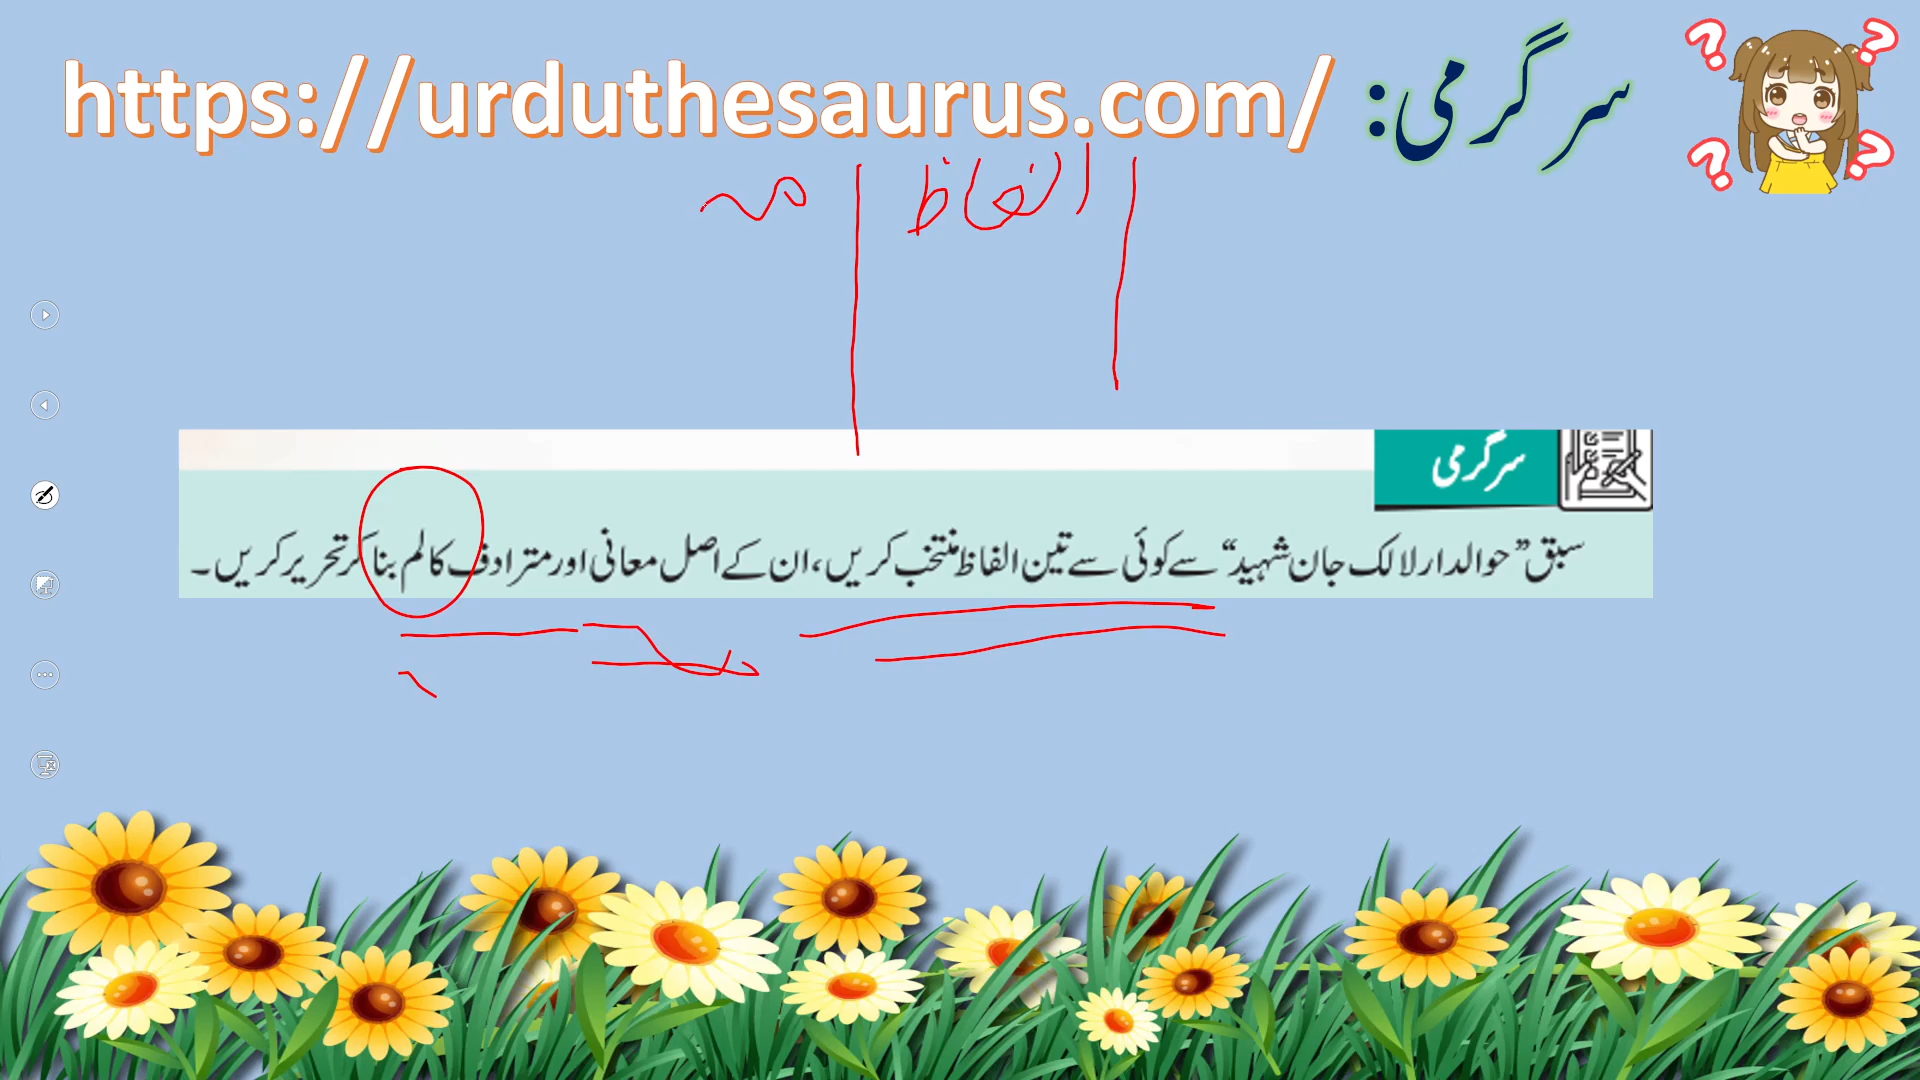 https://urduthesaurus.com/ سرگرمی:
الفاظ
سرگرمی
سبق ”حوالدار لالک جان شہید“ سے کوئی سے تین الفاظ منتخب کریں، ان کے اصل معانی اور مترادف کالم بنا کر تحریر کریں۔